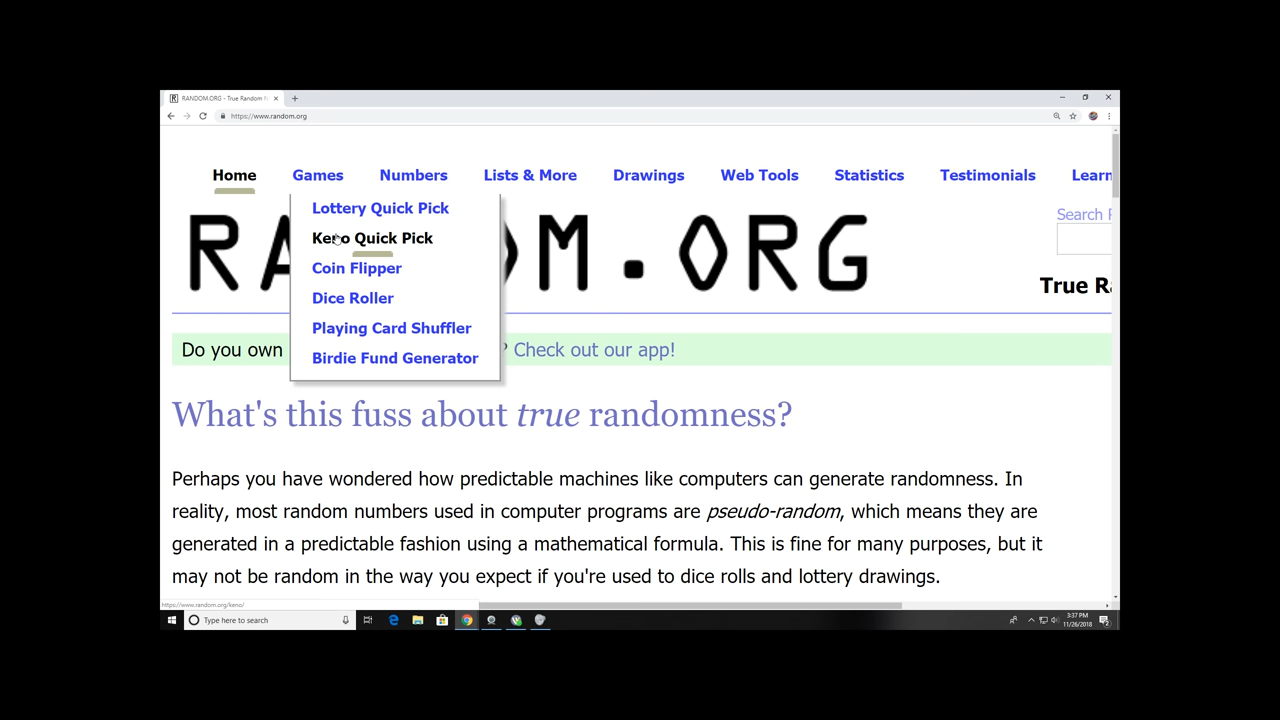 RANDOM.ORG - True Random
https://www.random.org
Home Games Numbers Lists & More Drawings Web Tools Statistics Testimonials Learn
Lottery Quick Pick
Keno Quick Pick
Coin Flipper
Dice Roller
Playing Card Shuffler
Birdie Fund Generator
RA M.ORG
Search
True Ra
Do you own ? Check out our app!
What's this fuss about true randomness?
Perhaps you have wondered how predictable machines like computers can generate randomness. In
reality, most random numbers used in computer programs are pseudo-random, which means they are
generated in a predictable fashion using a mathematical formula. This is fine for many purposes, but it
may not be random in the way you expect if you're used to dice rolls and lottery drawings.
https://www.random.org/keno/
Type here to search
3:37 PM
11/26/2018